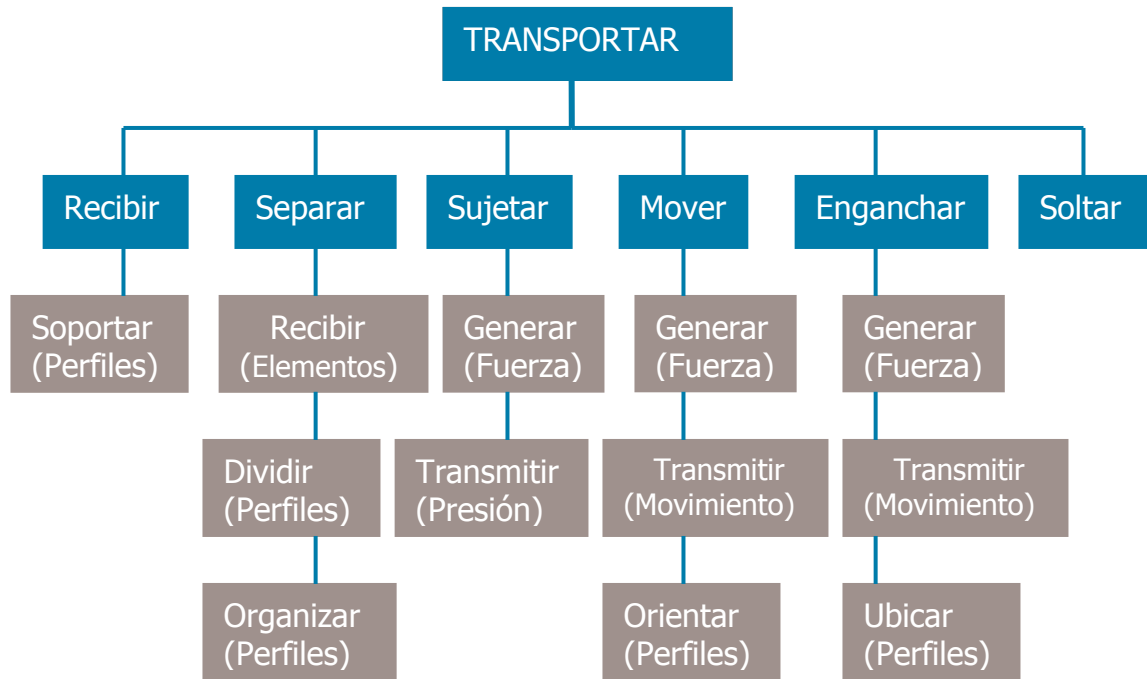 TRANSPORTAR
Recibir
Separar
Sujetar
Mover
Enganchar
Soltar
Soportar
(Perfiles)
Recibir
(Elementos)
Generar
(Fuerza)
Generar
(Fuerza)
Generar
(Fuerza)
Dividir
(Perfiles)
Transmitir
(Presión)
Transmitir
(Movimiento)
Transmitir
(Movimiento)
Organizar
(Perfiles)
Orientar
(Perfiles)
Ubicar
(Perfiles)